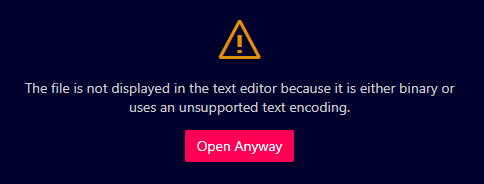 The file is not displayed in the text editor because it is either binary or
uses an unsupported text encoding.
Open Anyway